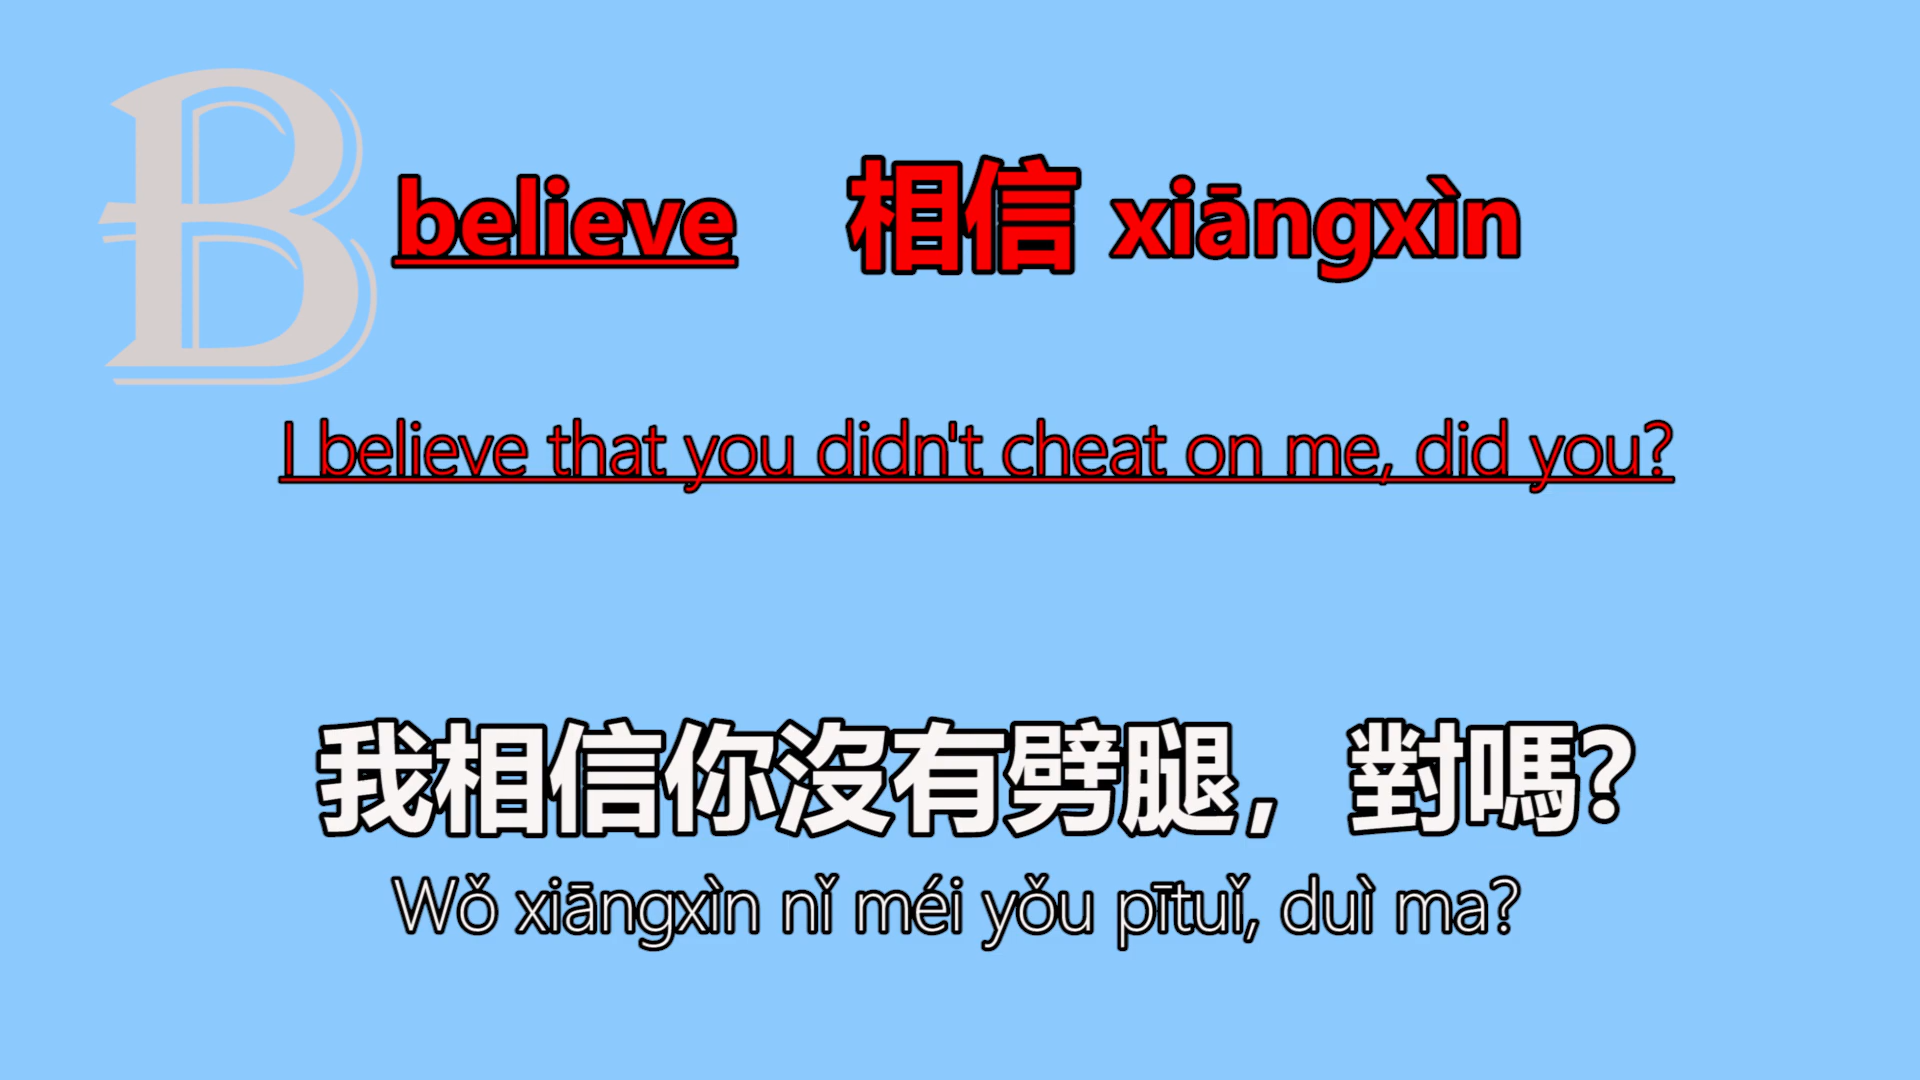 B
believe 相信 xiāngxìn
I believe that you didn't cheat on me, did you?
我相信你沒有劈腿，對嗎?
Wǒ xiāngxìn nǐ méi yǒu pītuǐ, duì ma?